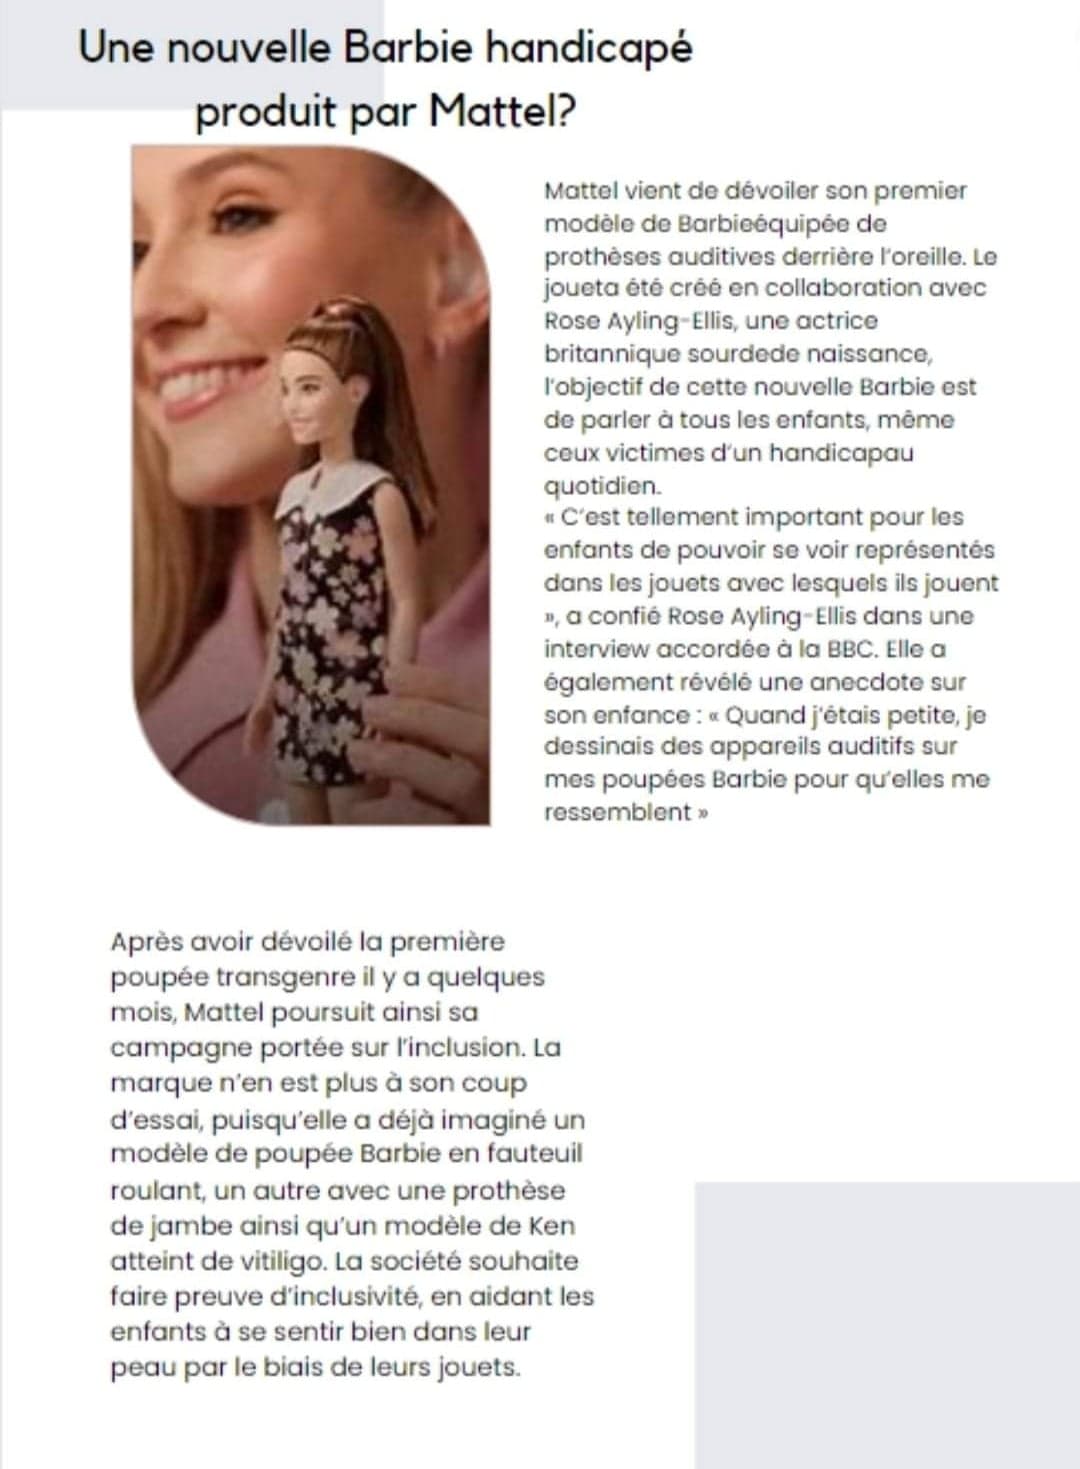 Une nouvelle Barbie handicapé
produit par Mattel?
Mattel vient de dévoiler son premier
modèle de Barbieéquipée de
prothèses auditives derrière l'oreille. Le
joueta été créé en collaboration avec
Rose Ayling-Ellis, une actrice
britannique sourdede naissance,
l'objectif de cette nouvelle Barbie est
de parler à tous les enfants, même
ceux victimes d'un handicapau
quotidien.
« C'est tellement important pour les
enfants de pouvoir se voir représentés
dans les jouets avec lesquels ils jouent
», a confié Rose Ayling-Ellis dans une
interview accordée à la BBC. Elle a
également révélé une anecdote sur
son enfance : « Quand j'étais petite, je
dessinais des appareils auditifs sur
mes poupées Barbie pour qu'elles me
ressemblent »
Après avoir dévoilé la première
poupée transgenre il y a quelques
mois, Mattel poursuit ainsi sa
campagne portée sur l'inclusion. La
marque n'en est plus à son coup
d'essai, puisqu'elle a déjà imaginé un
modèle de poupée Barbie en fauteuil
roulant, un autre avec une prothèse
de jambe ainsi qu'un modèle de Ken
atteint de vitiligo. La société souhaite
faire preuve d'inclusivité, en aidant les
enfants à se sentir bien dans leur
peau par le biais de leurs jouets.